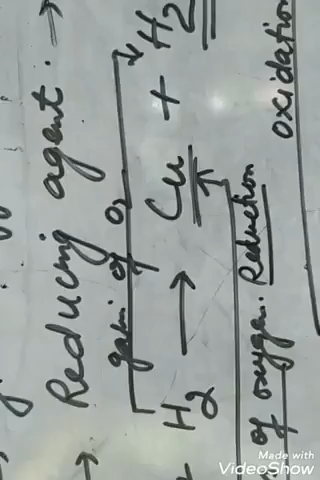 Reducing agent. →
gain of O₂
H₂ → Cu + H₂
of oxygen. Reduction
oxidation
Made with
VideoShow